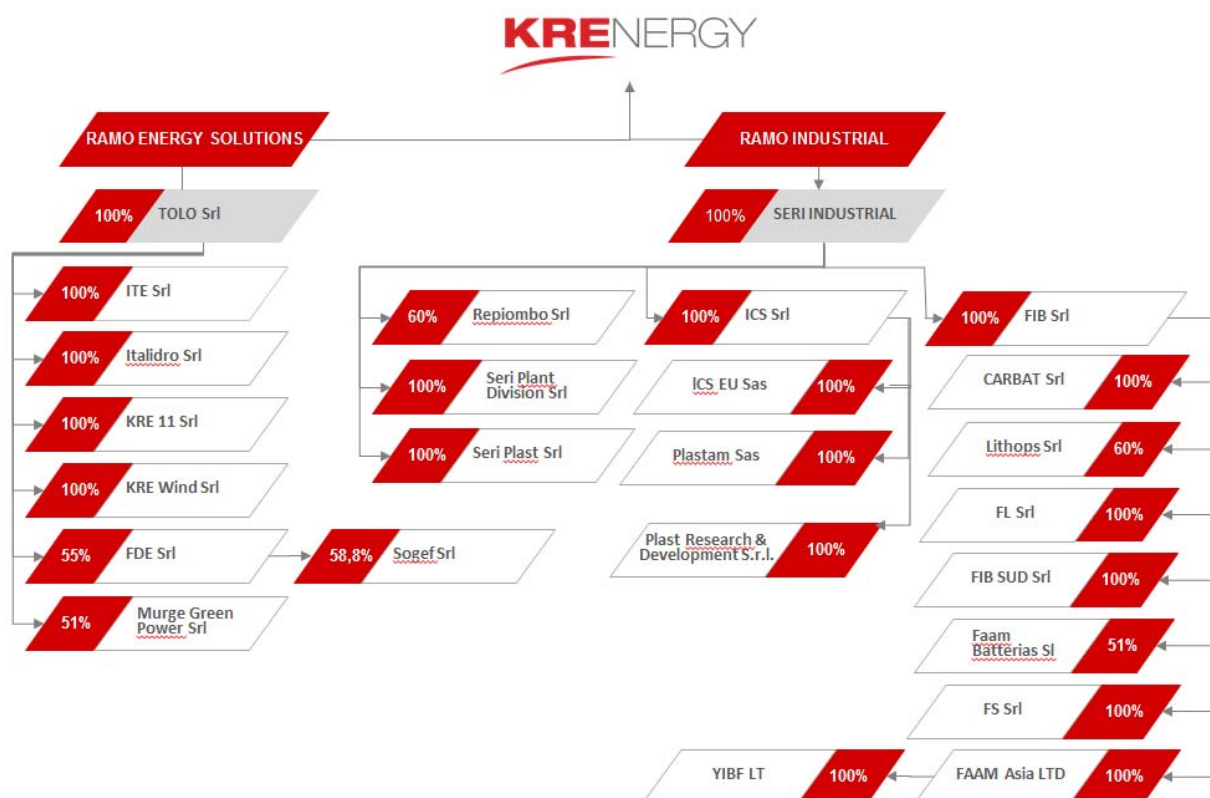 KRENERGY
RAMO ENERGY SOLUTIONS
RAMO INDUSTRIAL
100% TOLO Srl
100% SERI INDUSTRIAL
100% ITE Srl
100% Italidro Srl
100% KRE 11 Srl
100% KRE Wind Srl
55% FDE Srl
58,8% Sogef Srl
51% Murge Green
Power Srl
60% Repiombo Srl
100% Seri Plant
Division Srl
100% Seri Plast Srl
100% ICS Srl
ICS EU Sas 100%
Plastam Sas 100%
Plast Research &
Development S.r.l. 100%
100% FIB Srl
CARBAT Srl 100%
Lithops Srl 60%
FL Srl 100%
FIB SUD Srl 100%
Faam
Batterias Sl 51%
FS Srl 100%
YIBF LT 100%
FAAM Asia LTD 100%